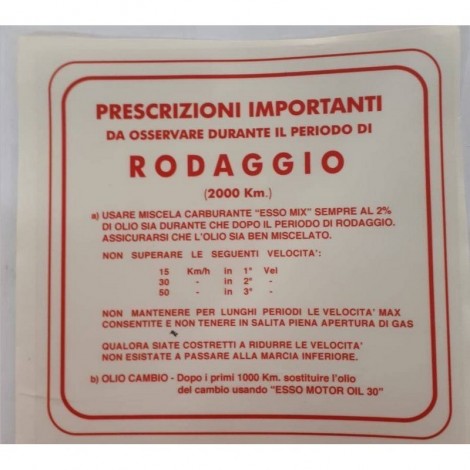 PRESCRIZIONI IMPORTANTI
DA OSSERVARE DURANTE IL PERIODO DI
RODAGGIO
(2000 Km.)
a) USARE MISCELA CARBURANTE "ESSO MIX" SEMPRE AL 2%
DI OLIO SIA DURANTE CHE DOPO IL PERIODO DI RODAGGIO.
ASSICURARSI CHE L'OLIO SIA BEN MISCELATO.
NON SUPERARE LE SEGUENTI VELOCITA':
15 Km/h in 1° Vel
30 - in 2° -
50 - in 3° -
NON MANTENERE PER LUNGHI PERIODI LE VELOCITA' MAX
CONSENTITE E NON TENERE IN SALITA PIENA APERTURA DI GAS
QUALORA SIATE COSTRETTI A RIDURRE LE VELOCITA'
NON ESISTATE A PASSARE ALLA MARCIA INFERIORE.
b) OLIO CAMBIO - Dopo i primi 1000 Km. sostituire l'olio
del cambio usando "ESSO MOTOR OIL 30"